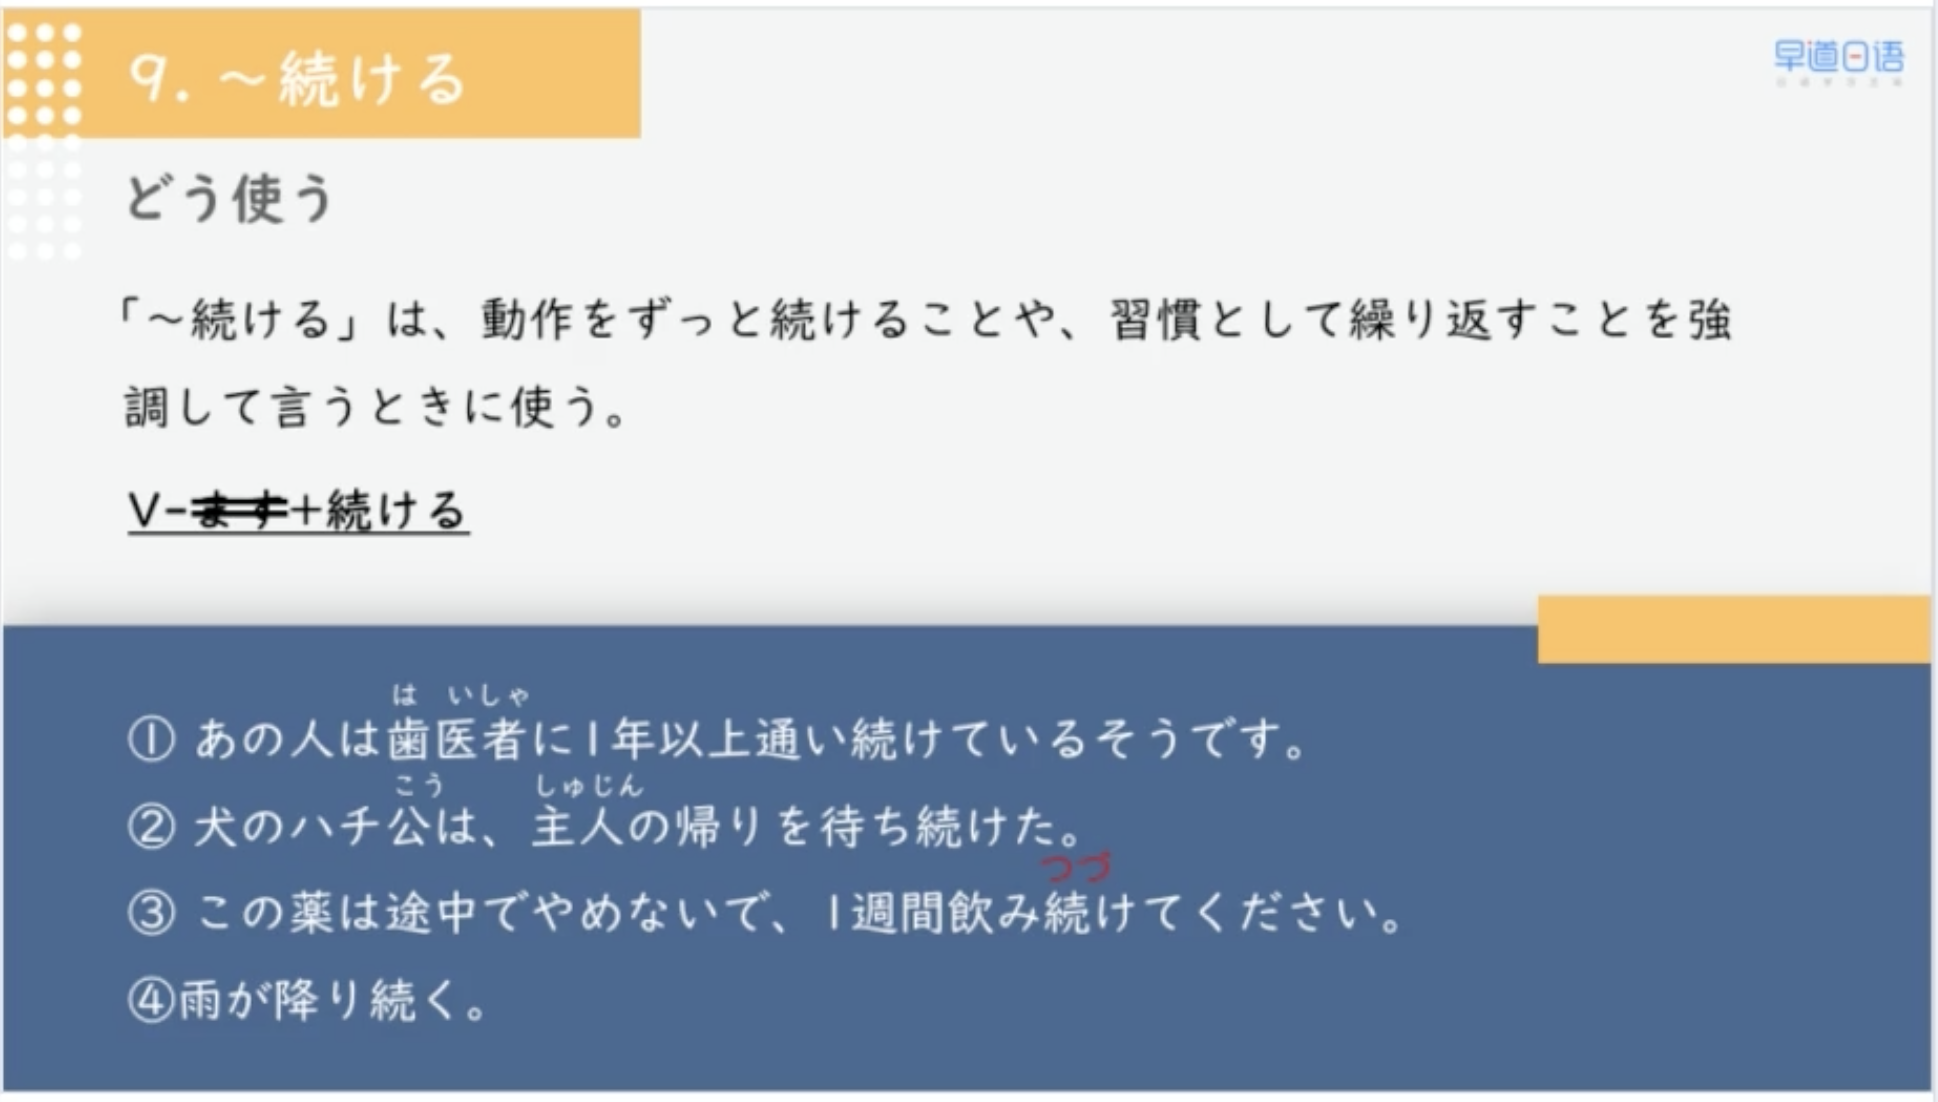 9. ～続ける
早道日语
どう使う
「～続ける」は、動作をずっと続けることや、習慣として繰り返すことを強
調して言うときに使う。
V-ます+続ける
は いしゃ
① あの人は歯医者に1年以上通い続けているそうです。
こう しゅじん
② 犬のハチ公は、主人の帰りを待ち続けた。
つづ
③ この薬は途中でやめないで、1週間飲み続けてください。
④雨が降り続く。